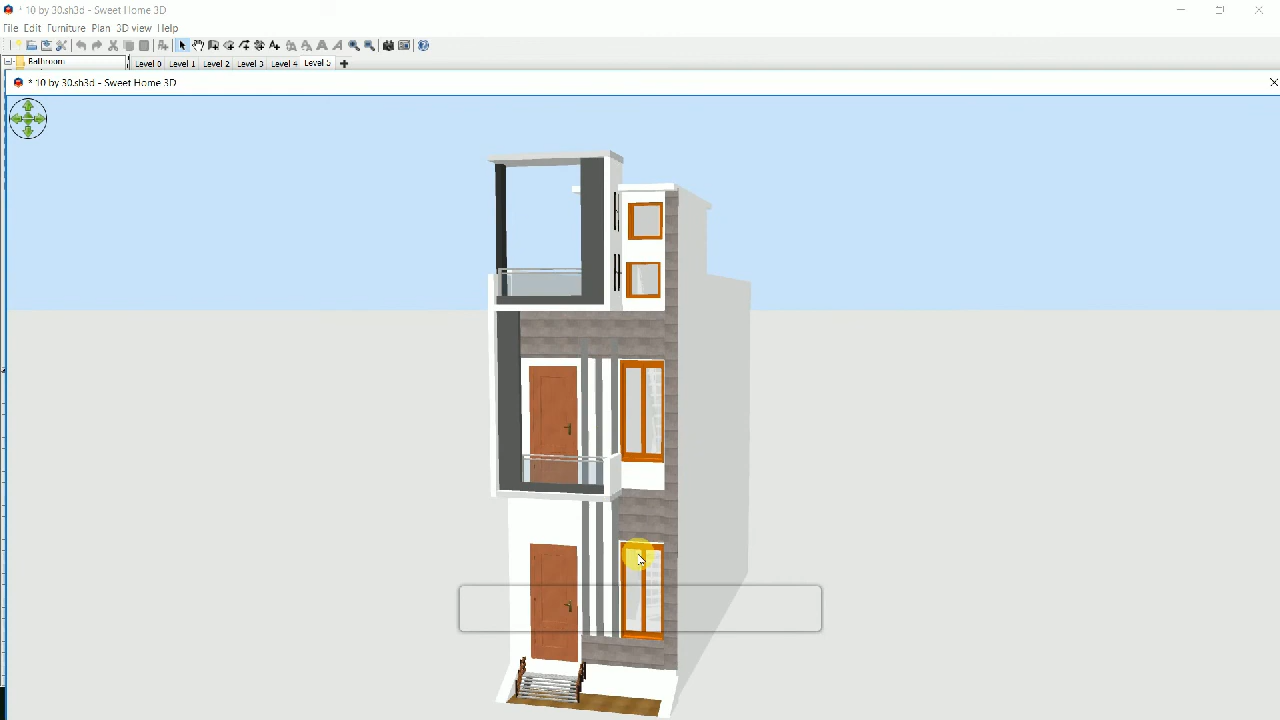 * 10 by 30.sh3d - Sweet Home 3D
File Edit Furniture Plan 3D view Help
Bathroom Level 0 Level 1 Level 2 Level 3 Level 4 Level 5
* 10 by 30.sh3d - Sweet Home 3D